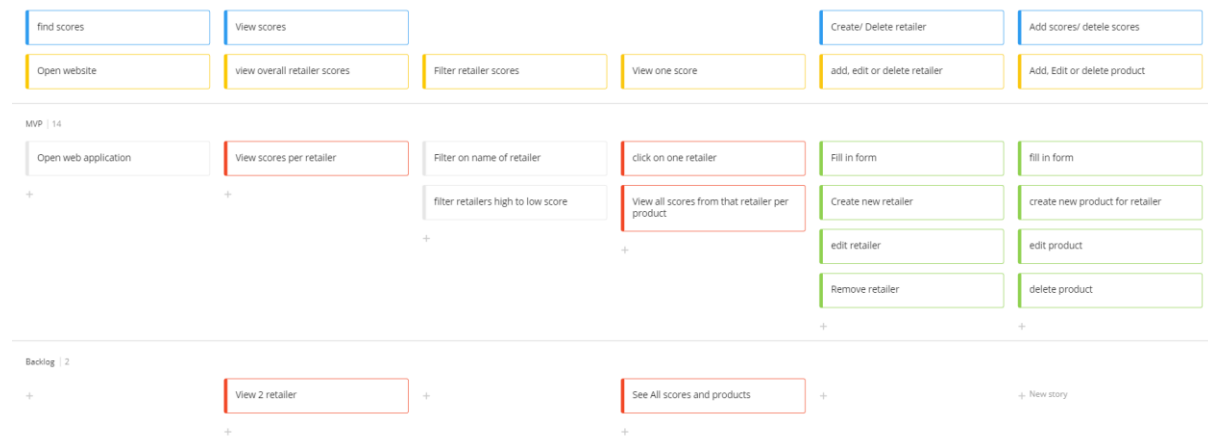 find scores
View scores
Create/ Delete retailer
Add scores/ detele scores
Open website
view overall retailer scores
Filter retailer scores
View one score
add, edit or delete retailer
Add, Edit or delete product
MVP | 14
Open web application
View scores per retailer
Filter on name of retailer
click on one retailer
Fill in form
fill in form
filter retailers high to low score
View all scores from that retailer per
product
Create new retailer
create new product for retailer
edit retailer
edit product
Remove retailer
delete product
Backlog | 2
View 2 retailer
See All scores and products
New story